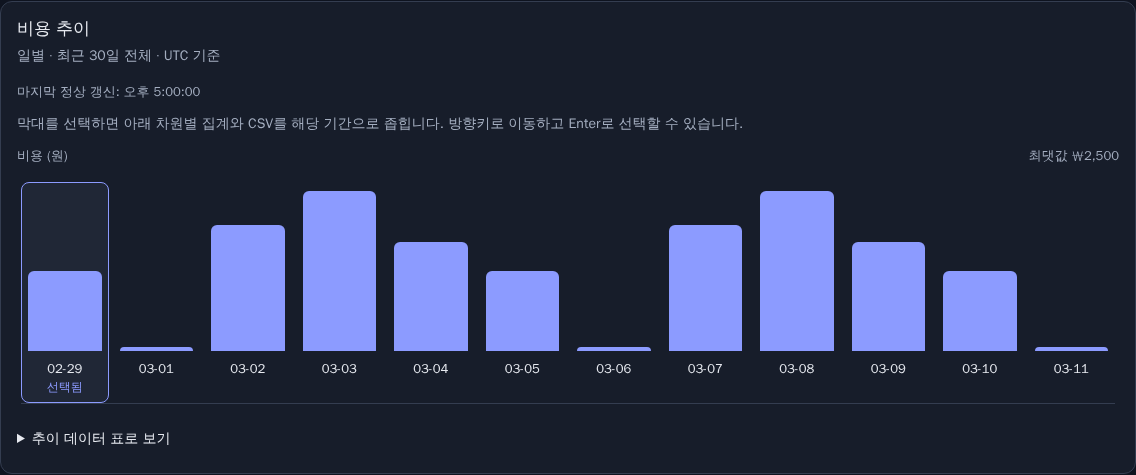 비용 추이
일별 · 최근 30일 전체 · UTC 기준
마지막 정상 갱신: 오후 5:00:00
막대를 선택하면 아래 차원별 집계와 CSV를 해당 기간으로 좁힙니다. 방향키로 이동하고 Enter로 선택할 수 있습니다.
비용 (원) 최댓값 ₩2,500
02-29 03-01 03-02 03-03 03-04 03-05 03-06 03-07 03-08 03-09 03-10 03-11
선택됨
▶ 추이 데이터 표로 보기